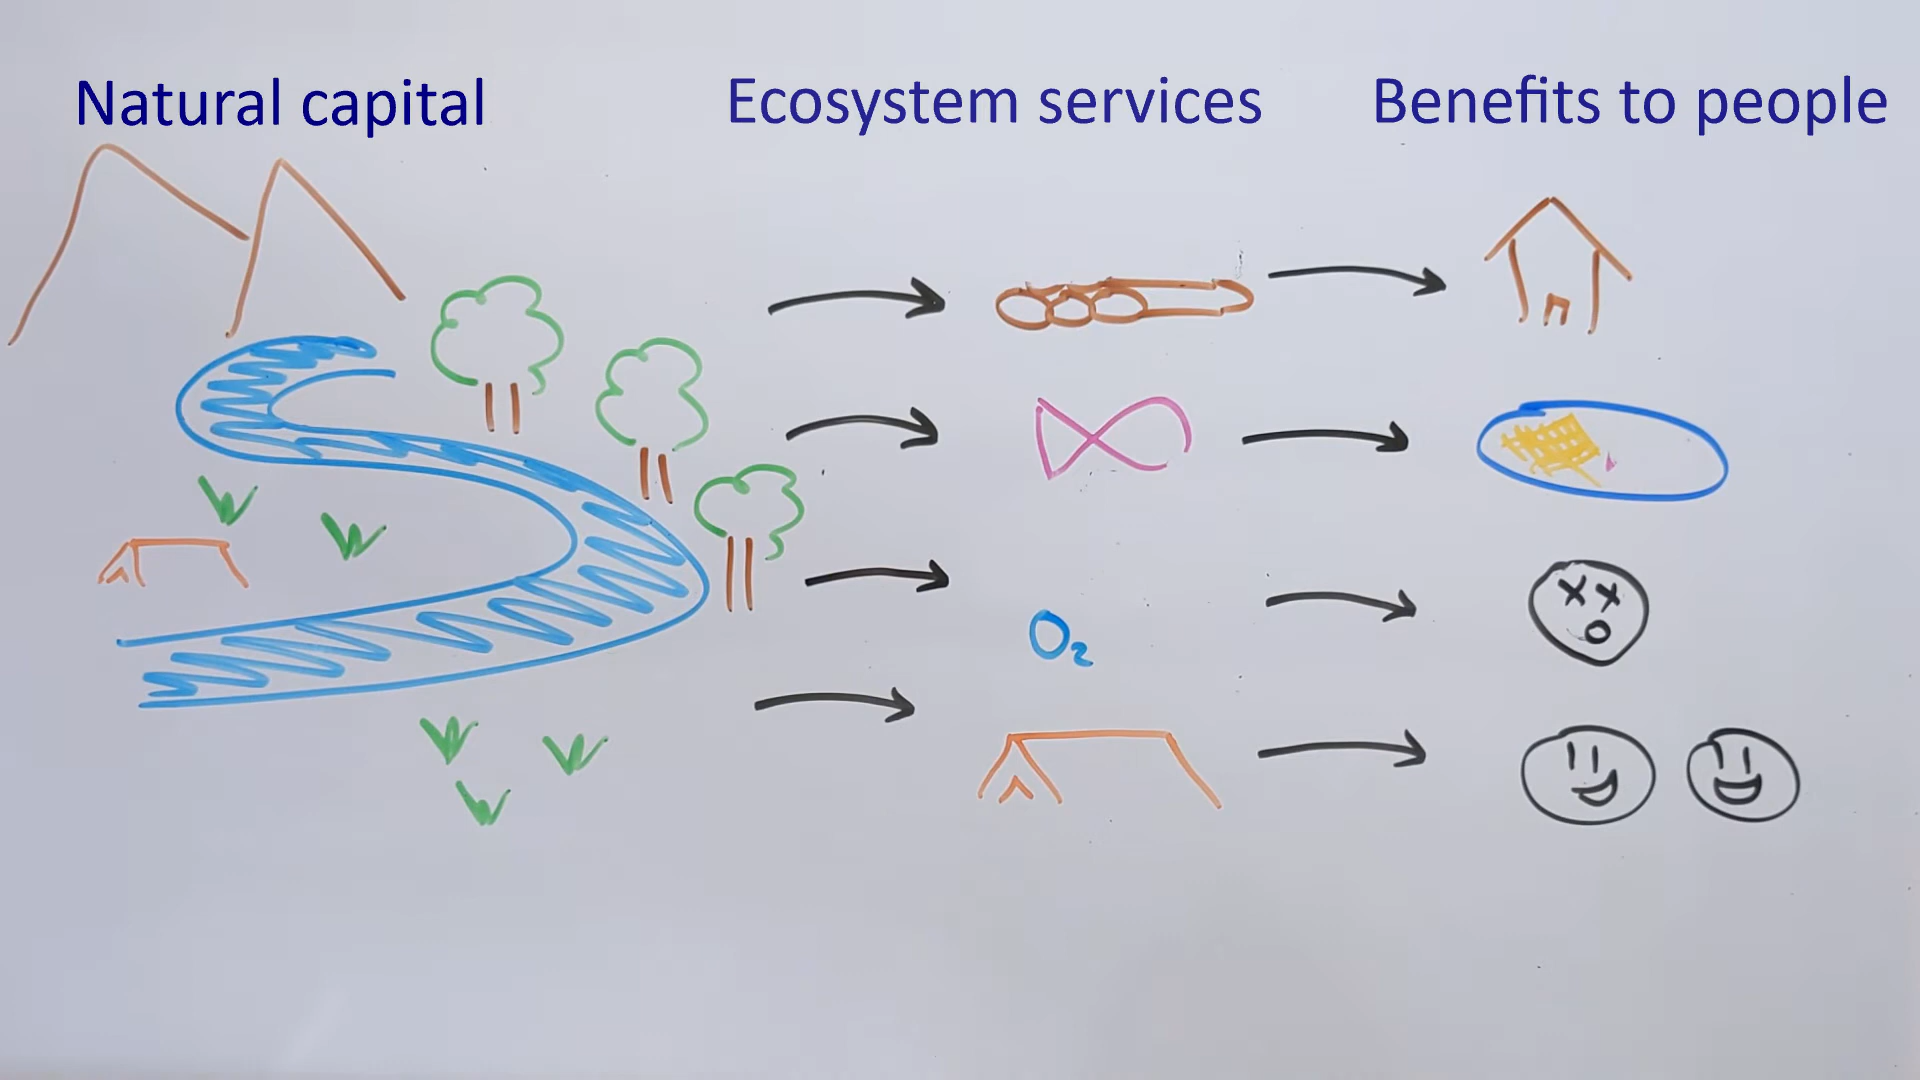 Natural capital
Ecosystem services
Benefits to people
O₂